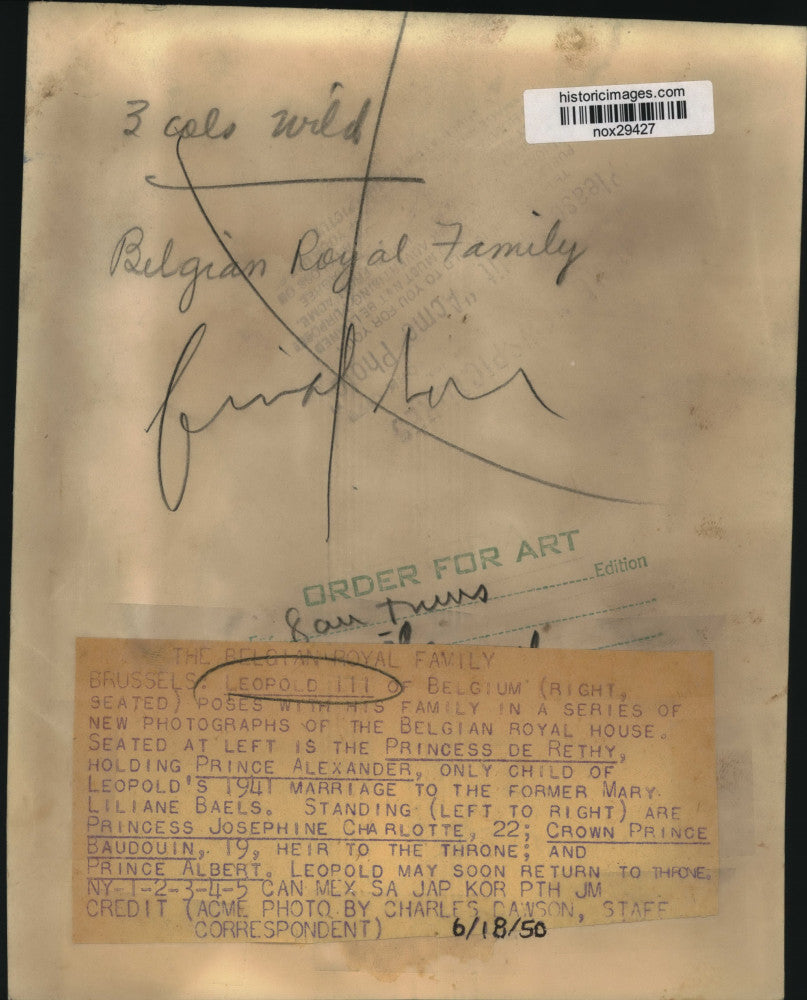 historicimages.com
nox29427
3 cols wild
Belgian Royal Family
ORDER FOR ART
Edition
THE BELGIAN ROYAL FAMILY
BRUSSELS. LEOPOLD III OF BELGIUM (RIGHT,
SEATED) POSES WITH HIS FAMILY IN A SERIES OF
NEW PHOTOGRAPHS OF THE BELGIAN ROYAL HOUSE.
SEATED AT LEFT IS THE PRINCESS DE RETHY,
HOLDING PRINCE ALEXANDER, ONLY CHILD OF
LEOPOLD'S 1941 MARRIAGE TO THE FORMER MARY
LILIANE BAELS. STANDING (LEFT TO RIGHT) ARE
PRINCESS JOSEPHINE CHARLOTTE, 22; CROWN PRINCE
BAUDOUIN, 19, HEIR TO THE THRONE; AND
PRINCE ALBERT. LEOPOLD MAY SOON RETURN TO THRONE.
NY-1-2-3-4-5 CAN MEX SA JAP KOR PTH JM
CREDIT (ACME PHOTO BY CHARLES DAWSON, STAFF
CORRESPONDENT) 6/18/50